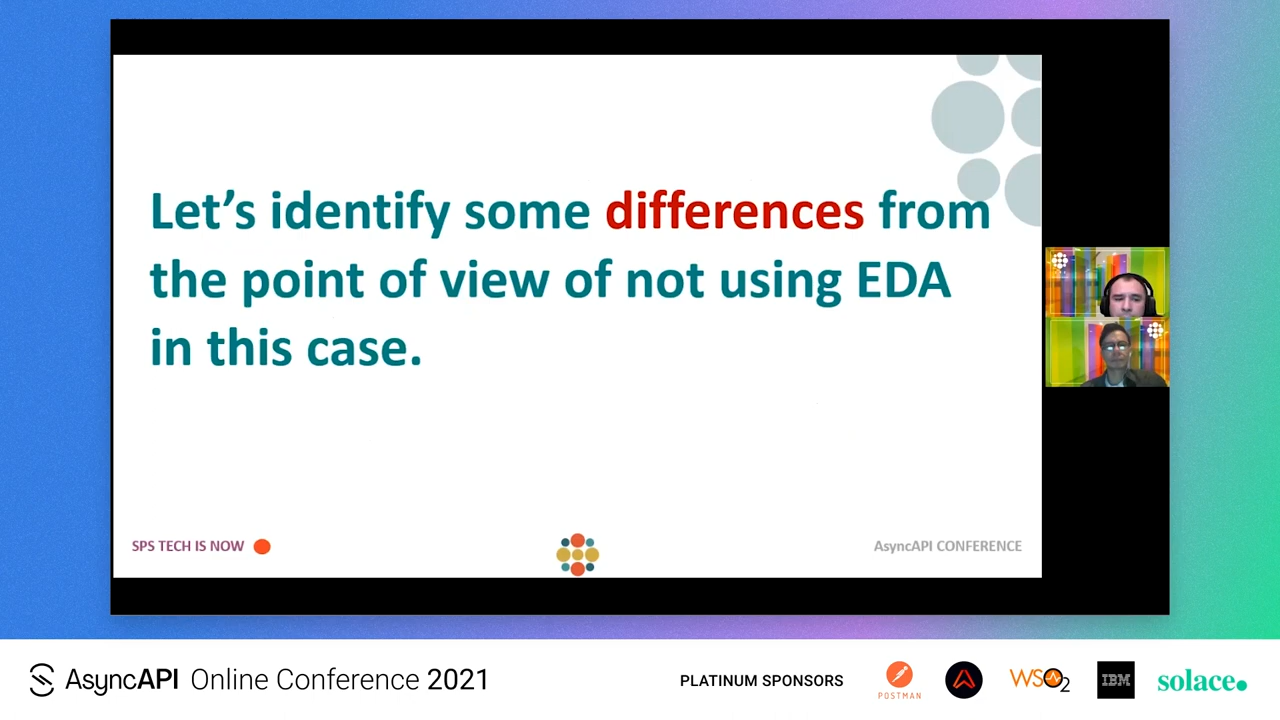 Let's identify some differences from
the point of view of not using EDA
in this case.
SPS TECH IS NOW
AsyncAPI CONFERENCE
AsyncAPI Online Conference 2021
PLATINUM SPONSORS
POSTMAN
WSO2
IBM
solace.